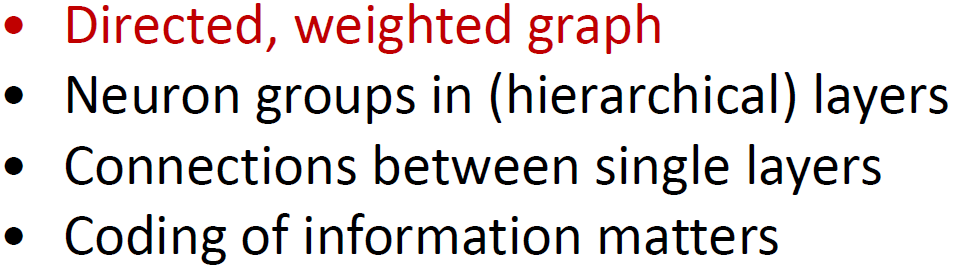 • Directed, weighted graph
• Neuron groups in (hierarchical) layers
• Connections between single layers
• Coding of information matters